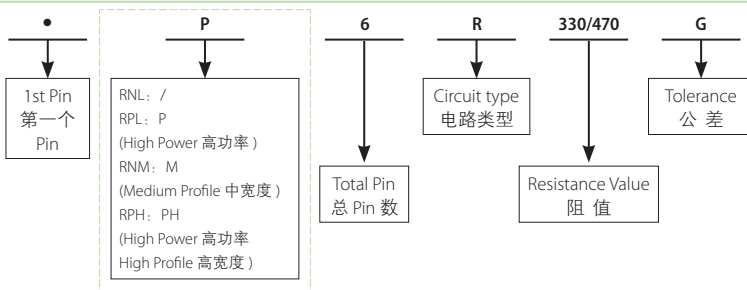 • P 6 R 330/470 G
1st Pin
第一个
Pin
RNL：/
RPL：P
(High Power 高功率 )
RNM：M
(Medium Profile 中宽度 )
RPH：PH
(High Power 高功率
High Profile 高宽度 )
Total Pin
总 Pin 数
Circuit type
电路类型
Resistance Value
阻 值
Tolerance
公 差